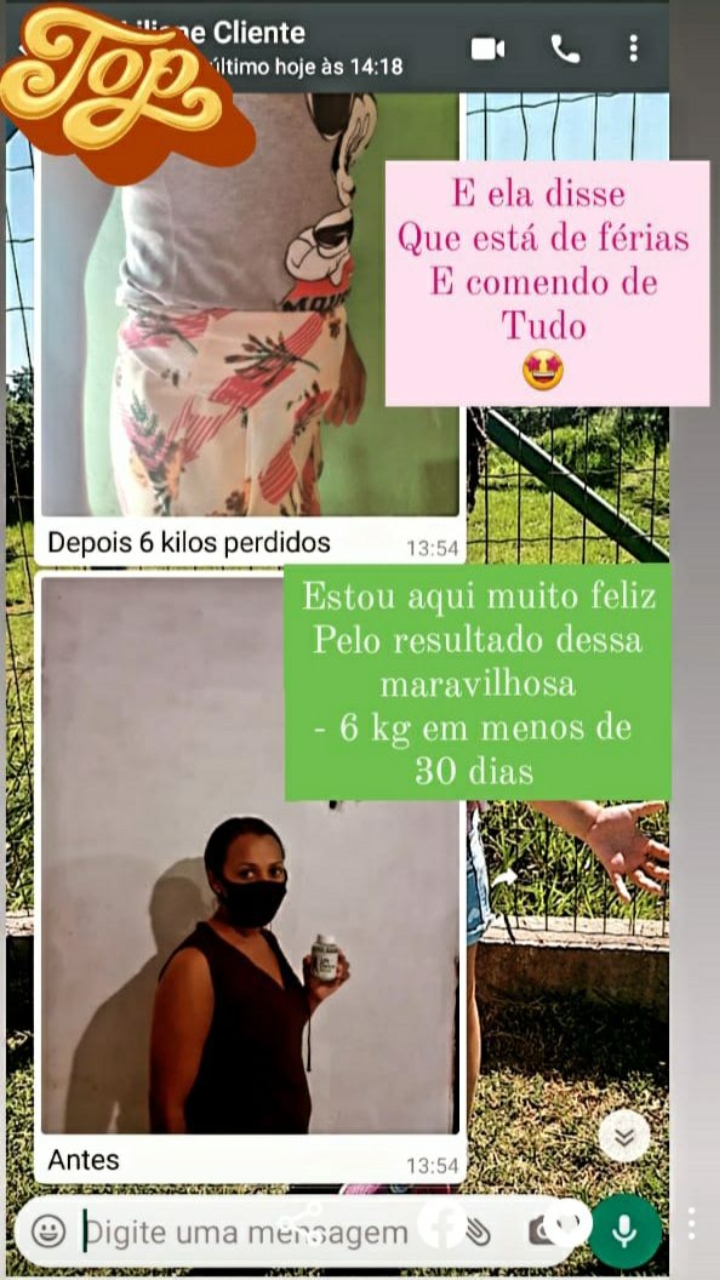 Top
Cliente
último hoje às 14:18
E ela disse
Que está de férias
E comendo de
Tudo
Depois 6 kilos perdidos
13:54
Estou aqui muito feliz
Pelo resultado dessa
maravilhosa
- 6 kg em menos de
30 dias
Antes
13:54
Digite uma mensagem